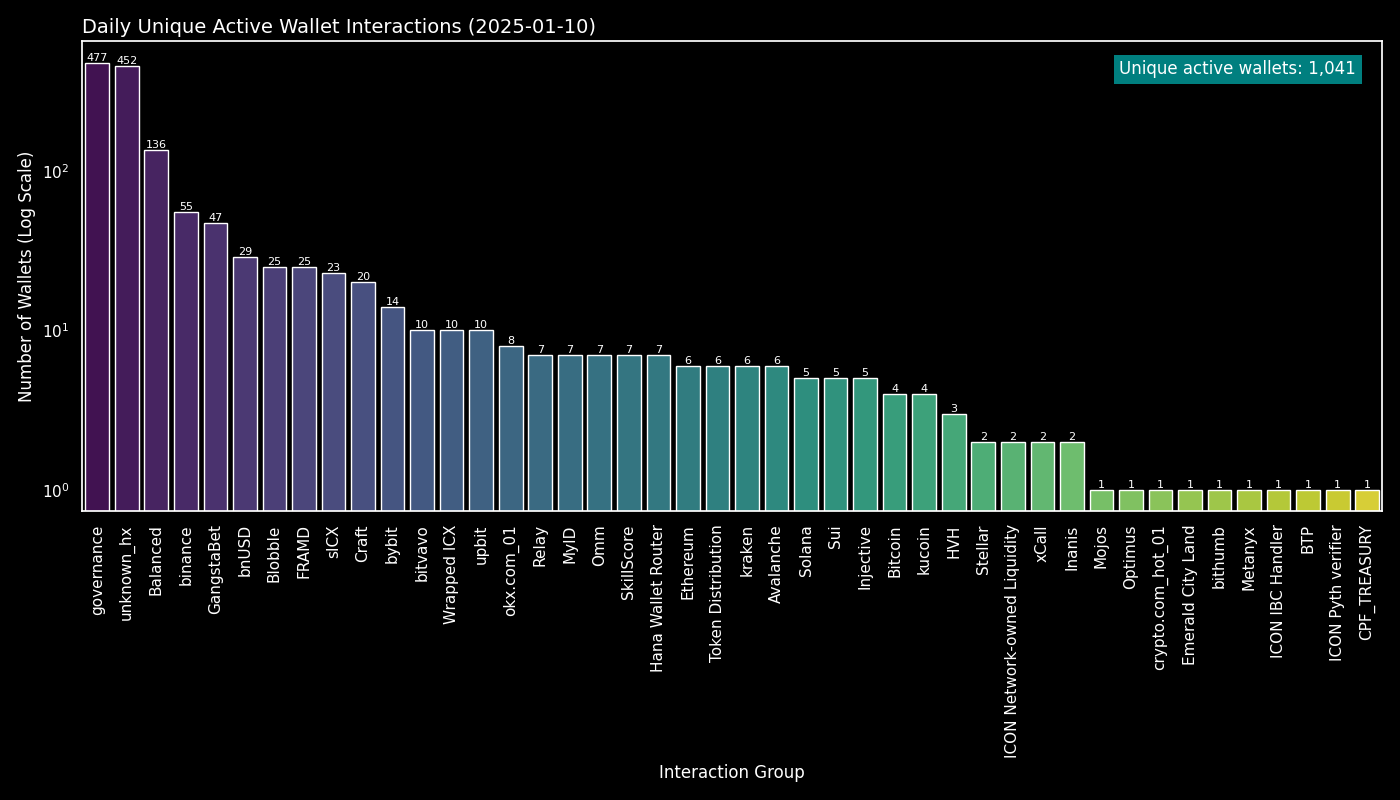 Daily Unique Active Wallet Interactions (2025-01-10)
Unique active wallets: 1,041
Number of Wallets (Log Scale)
10²
10¹
10⁰
477
452
136
55
47
29
25
25
23
20
14
10
10
10
8
7
7
7
7
7
6
6
6
6
5
5
5
4
4
3
2
2
2
2
1
1
1
1
1
1
1
1
1
1
governance
unknown_hx
Balanced
binance
GangstaBet
bnUSD
Blobble
FRAMD
sICX
Craft
bybit
bitvavo
Wrapped ICX
upbit
okx.com_01
Relay
MyID
Omm
SkillScore
Hana Wallet Router
Ethereum
Token Distribution
kraken
Avalanche
Solana
Sui
Injective
Bitcoin
kucoin
HVH
Stellar
ICON Network-owned Liquidity
xCall
Inanis
Mojos
Optimus
crypto.com_hot_01
Emerald City Land
bithumb
Metanyx
ICON IBC Handler
BTP
ICON Pyth verifier
CPF_TREASURY
Interaction Group